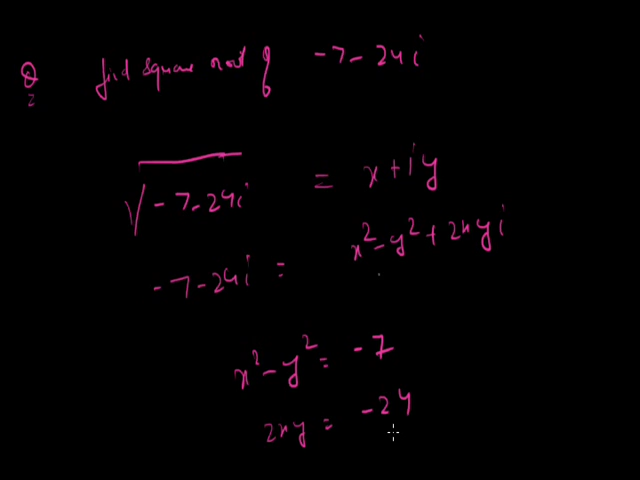 Q find square root of -7-24i
2
√-7-24i = x+iy
-7-24i = x²-y²+2xyi
x²-y² = -7
2xy = -24